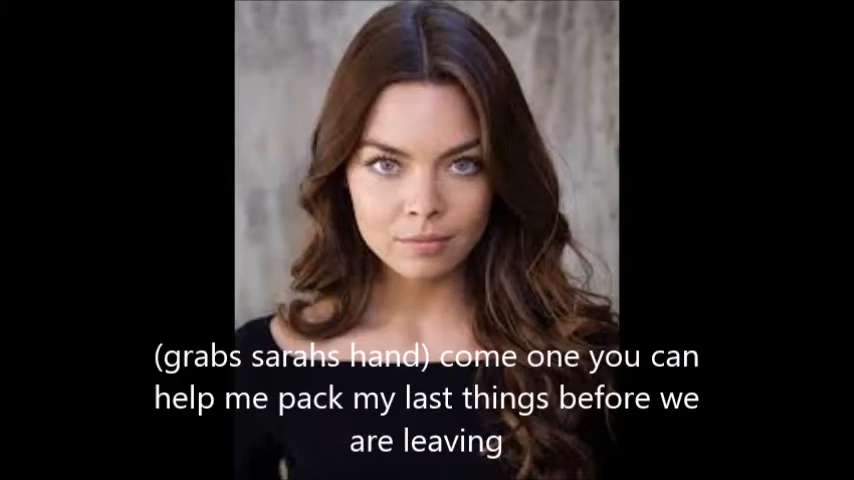 (grabs sarahs hand) come one you can
help me pack my last things before we
are leaving